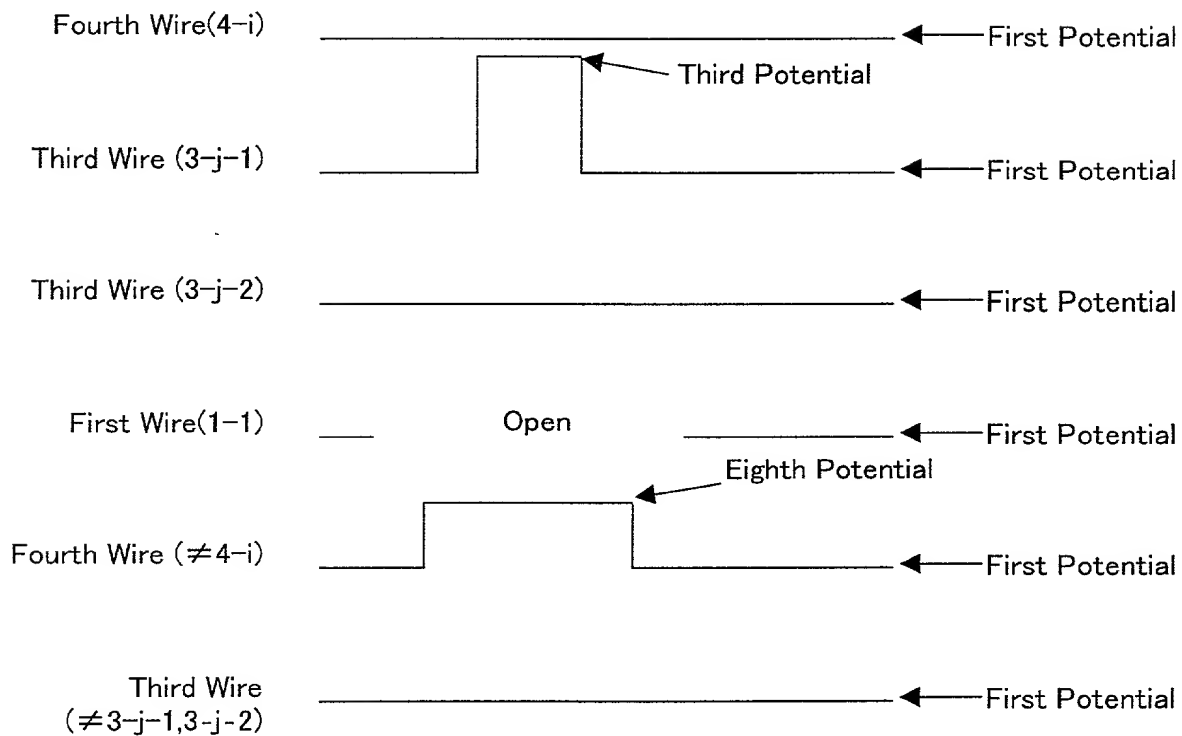 Fourth Wire(4-i)
First Potential
Third Potential
Third Wire (3-j-1)
First Potential
Third Wire (3-j-2)
First Potential
First Wire(1-1)
Open
First Potential
Eighth Potential
Fourth Wire (≠4-i)
First Potential
Third Wire
(≠3-j-1,3-j-2)
First Potential